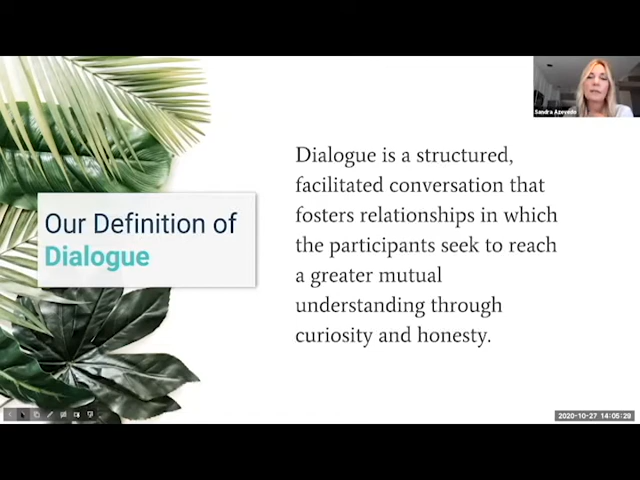 Sandra Azevedo
Our Definition of
Dialogue
Dialogue is a structured,
facilitated conversation that
fosters relationships in which
the participants seek to reach
a greater mutual
understanding through
curiosity and honesty.
2020-10-27 14:05:29